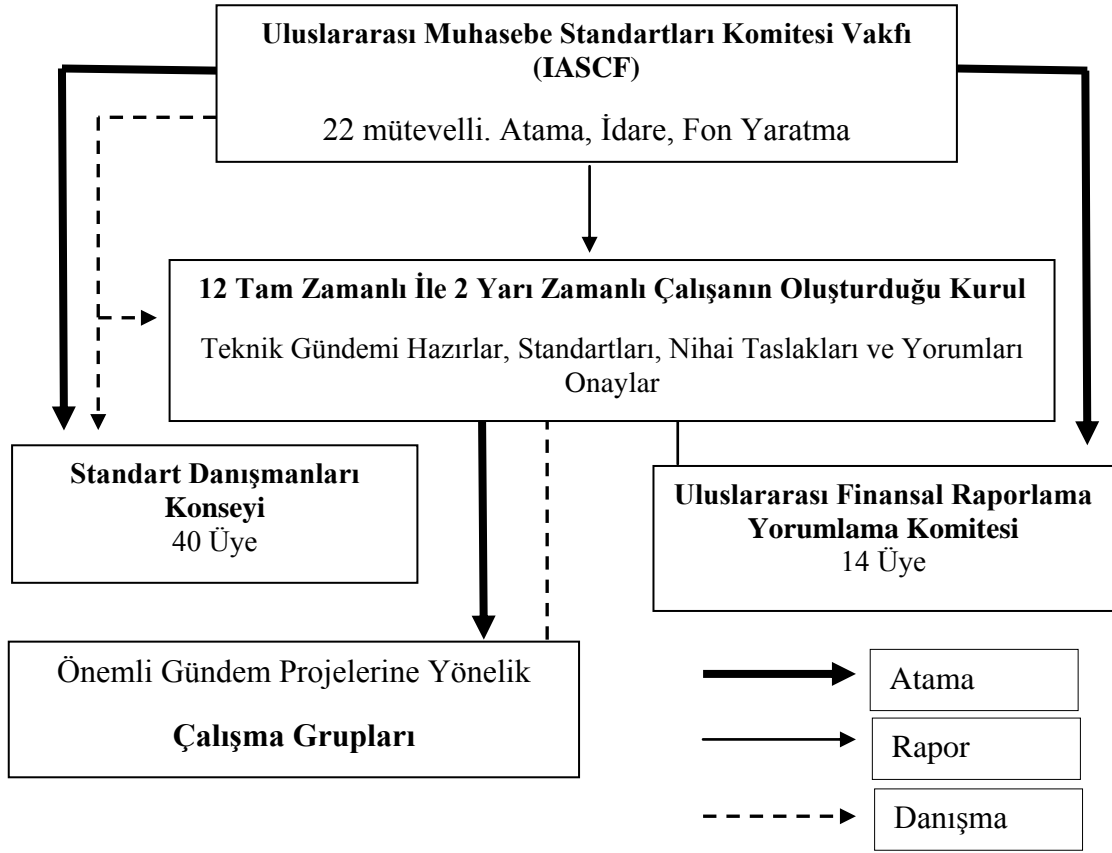 Uluslararası Muhasebe Standartları Komitesi Vakfı
(IASCF)
22 mütevelli. Atama, İdare, Fon Yaratma
12 Tam Zamanlı İle 2 Yarı Zamanlı Çalışanın Oluşturduğu Kurul
Teknik Gündemi Hazırlar, Standartları, Nihai Taslakları ve Yorumları
Onaylar
Standart Danışmanları
Konseyi
40 Üye
Uluslararası Finansal Raporlama
Yorumlama Komitesi
14 Üye
Önemli Gündem Projelerine Yönelik
Çalışma Grupları
Atama
Rapor
Danışma